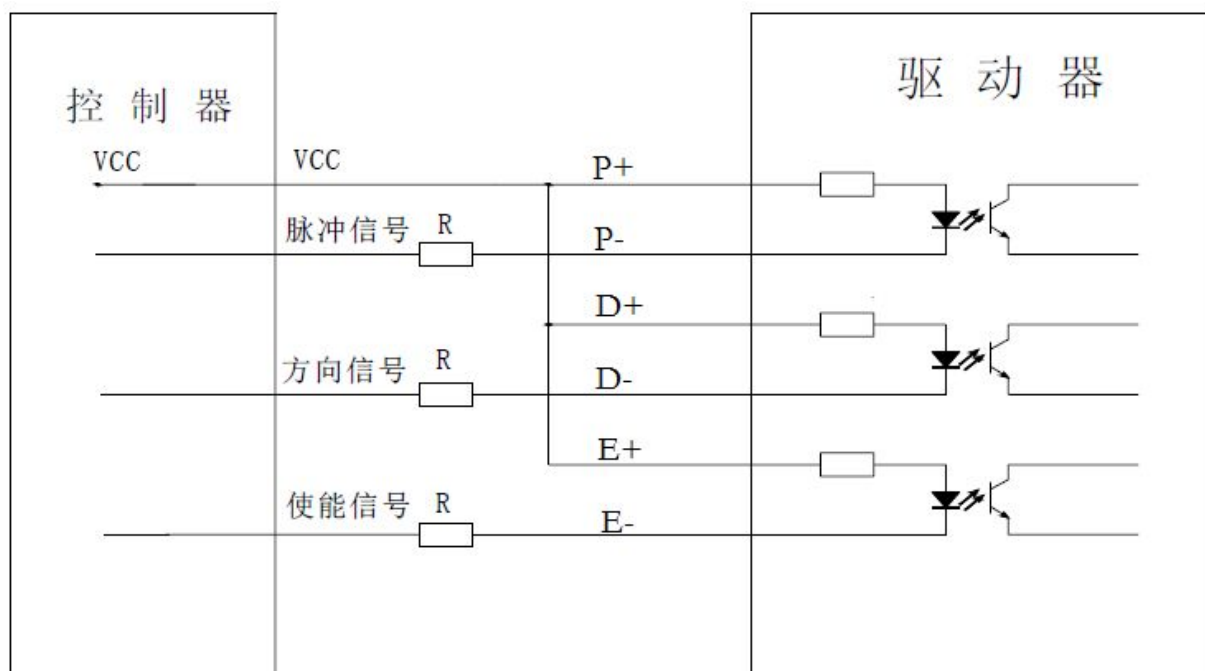 驱动器
控制器
VCC VCC P+
脉冲信号 R P-
D+
方向信号 R D-
E+
使能信号 R E-